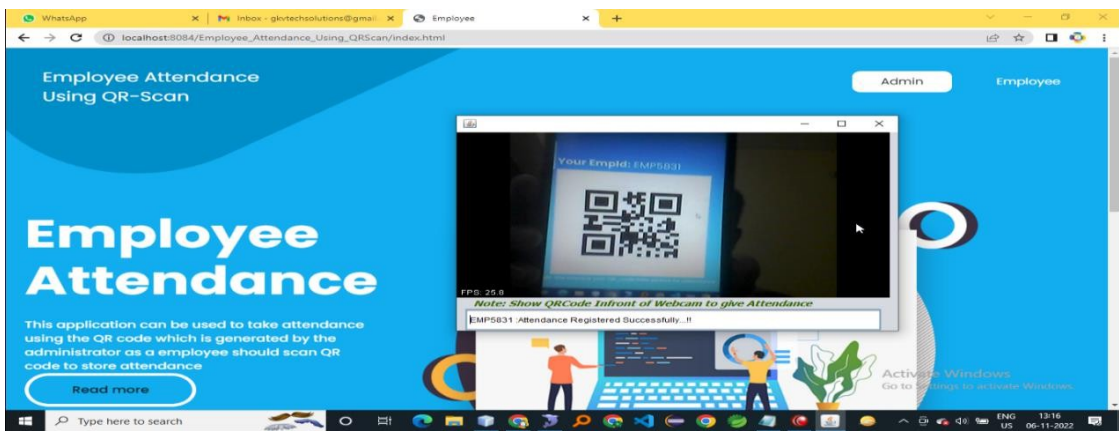 WhatsApp
Inbox - gkvtechsolutions@gmai
Employee
localhost:8084/Employee_Attendance_Using_QRScan/index.html
Employee Attendance
Using QR-Scan
Admin
Employee
Your EmpId: EMP5831
FPS: 25.8
Note: Show QRCode Infront of Webcam to give Attendance
EMP5831 :Attendance Registered Successfully...!!
Employee
Attendance
This application can be used to take attendance
using the QR code which is generated by the
administrator as a employee should scan QR
code to store attendance
Read more
Activate Windows
Go to Settings to activate Windows.
Type here to search
ENG
US
13:16
06-11-2022